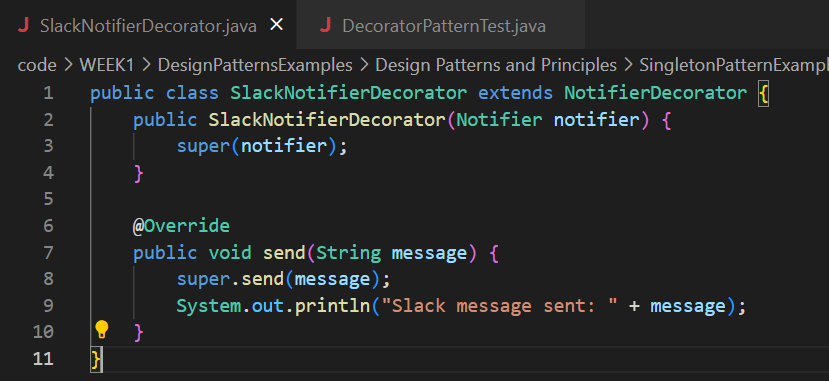 J SlackNotifierDecorator.java × J DecoratorPatternTest.java
code > WEEK1 > DesignPatternsExamples > Design Patterns and Principles > SingletonPatternExampl
1 public class SlackNotifierDecorator extends NotifierDecorator {
2 public SlackNotifierDecorator(Notifier notifier) {
3 super(notifier);
4 }
5
6 @Override
7 public void send(String message) {
8 super.send(message);
9 System.out.println("Slack message sent: " + message);
10 }
11 }